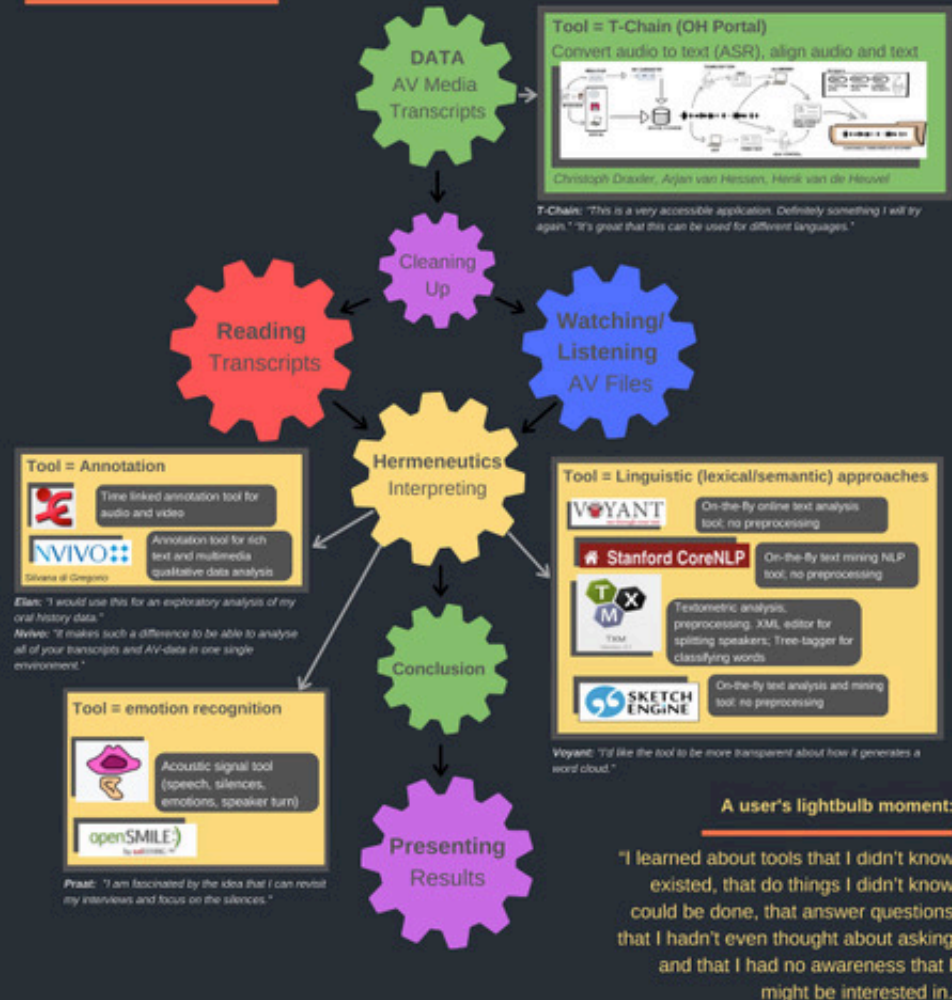 DATA
AV Media
Transcripts
Tool = T-Chain (OH Portal)
Convert audio to text (ASR), align audio and text
Christoph Draxler, Arjan van Hessen, Henk van de Heuvel
T-Chain: "This is a very accessible application. Definitely something I will try
again." "It's great that this can be used for different languages."
Cleaning
Up
Reading
Transcripts
Watching/
Listening
AV Files
Hermeneutics
Interpreting
Tool = Annotation
Time linked annotation tool for
audio and video
NVIVO
Annotation tool for rich
text and multimedia
qualitative data analysis
Silvana di Gregorio
Elan: "I would use this for an exploratory analysis of my
oral history data."
Nvivo: "it makes such a difference to be able to analyse
all of your transcripts and AV-data in one single
environment."
Tool = Linguistic (lexical/semantic) approaches
VOYANT
On-the-fly online text analysis
tool; no preprocessing
Stanford CoreNLP
On-the-fly text mining NLP
tool; no preprocessing
T X M
TXM
Textometric analysis,
preprocessing. XML editor for
splitting speakers; Tree-tagger for
classifying words
SKETCH
ENGINE
On-the-fly text analysis and mining
tool: no preprocessing
Voyant: "I'd like the tool to be more transparent about how it generates a
word cloud."
Conclusion
Tool = emotion recognition
Acoustic signal tool
(speech, silences,
emotions, speaker turn)
openSMILE:)
Praat: "I am fascinated by the idea that I can revisit
my interviews and focus on the silences."
Presenting
Results
A user's lightbulb moment:
"I learned about tools that I didn't know
existed, that do things I didn't know
could be done, that answer questions
that I hadn't even thought about asking
and that I had no awareness that I
might be interested in.